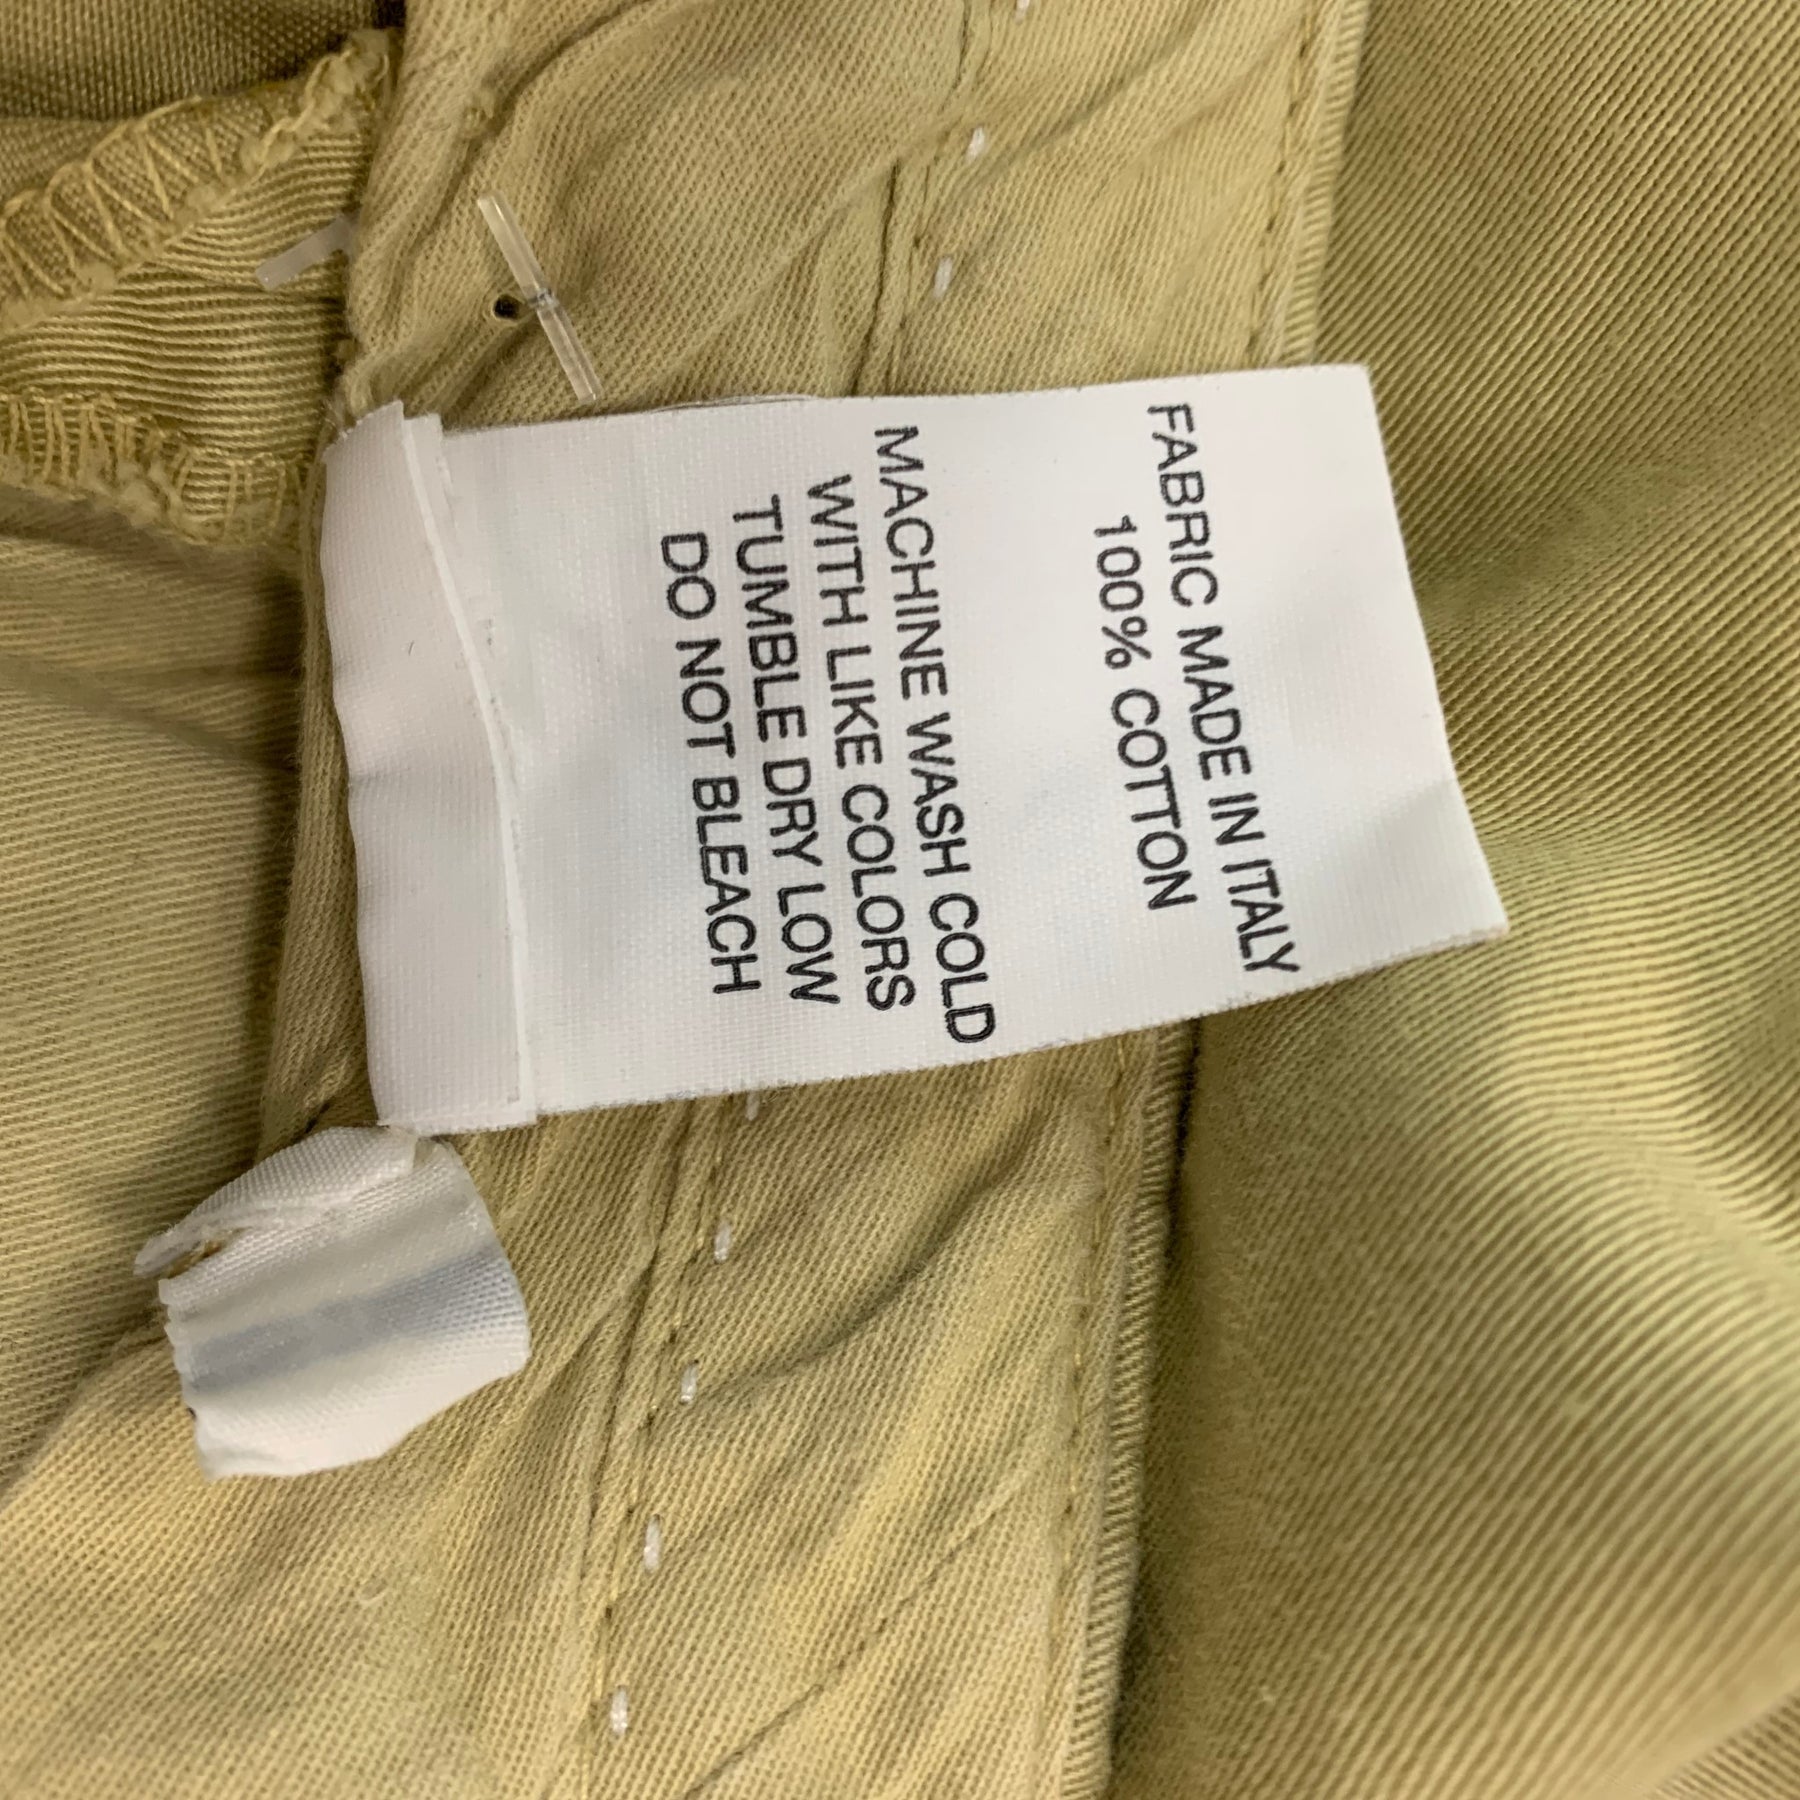 FABRIC MADE IN ITALY
100% COTTON
MACHINE WASH COLD
WITH LIKE COLORS
TUMBLE DRY LOW
DO NOT BLEACH